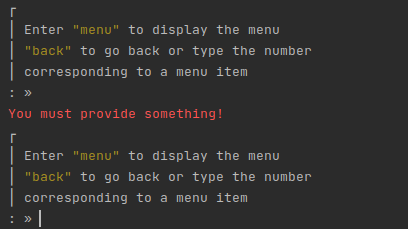 ┌
│ Enter "menu" to display the menu
│ "back" to go back or type the number
│ corresponding to a menu item
: »
You must provide something!
┌
│ Enter "menu" to display the menu
│ "back" to go back or type the number
│ corresponding to a menu item
: »